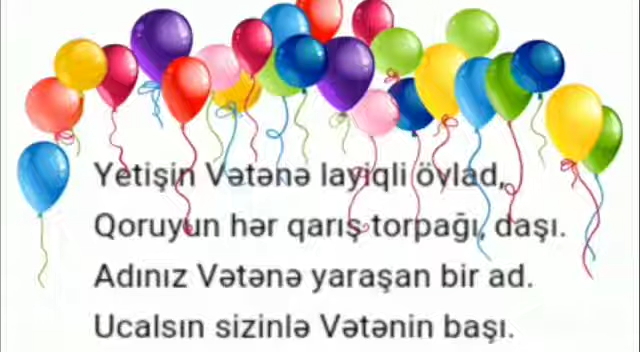 Yetişin Vətənə layiqli övlad,
Qoruyun hər qarış torpağı, daşı.
Adınız Vətənə yaraşan bir ad.
Ucalsın sizinlə Vətənin başı.